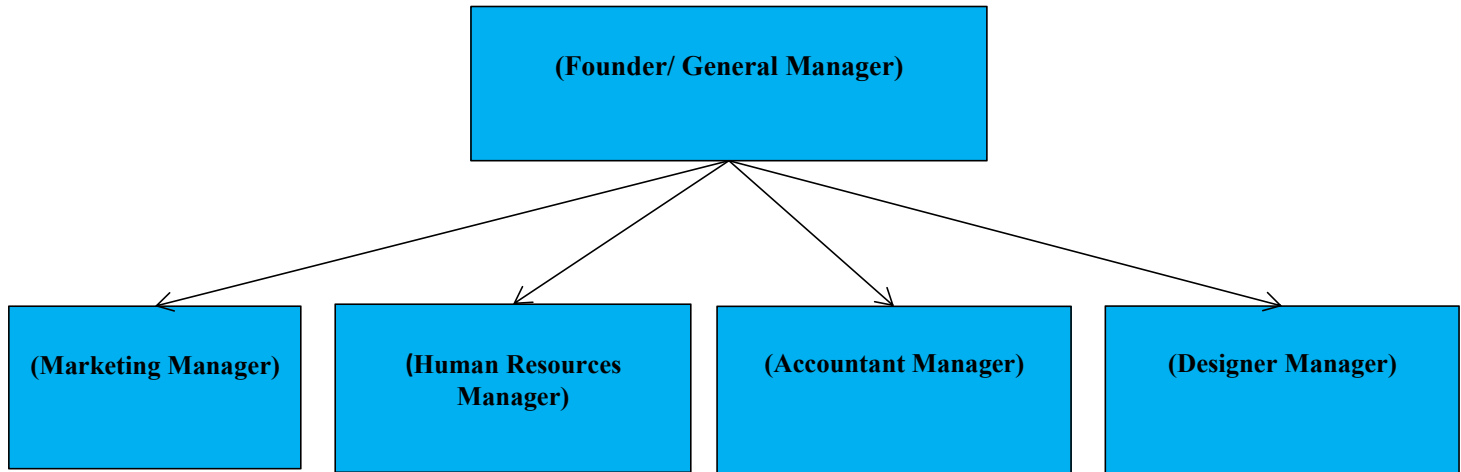 (Founder/ General Manager)
(Marketing Manager)
(Human Resources
Manager)
(Accountant Manager)
(Designer Manager)